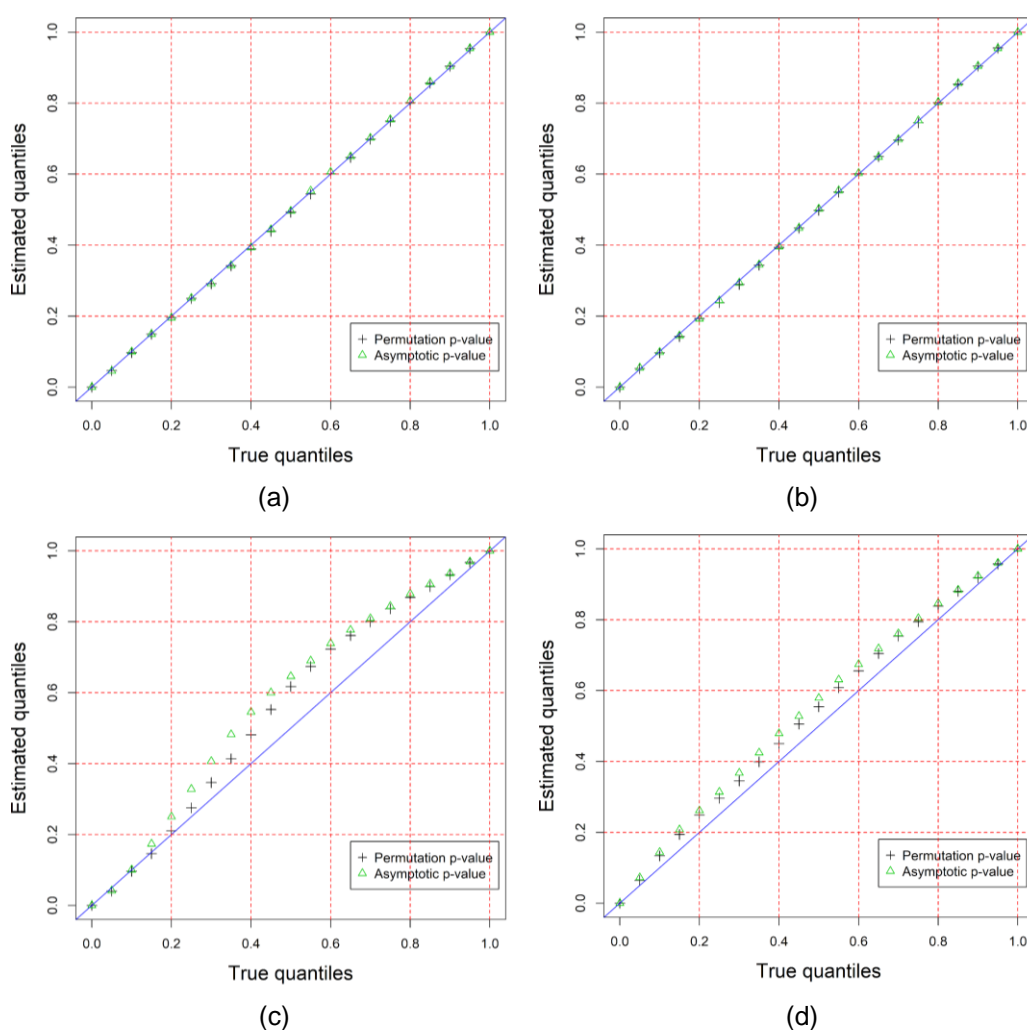 Estimated quantiles
1.0
0.8
0.6
0.4
0.2
0.0
+ Permutation p-value
△ Asymptotic p-value
0.0 0.2 0.4 0.6 0.8 1.0
True quantiles
(a)
Estimated quantiles
1.0
0.8
0.6
0.4
0.2
0.0
+ Permutation p-value
△ Asymptotic p-value
0.0 0.2 0.4 0.6 0.8 1.0
True quantiles
(b)
Estimated quantiles
1.0
0.8
0.6
0.4
0.2
0.0
+ Permutation p-value
△ Asymptotic p-value
0.0 0.2 0.4 0.6 0.8 1.0
True quantiles
(c)
Estimated quantiles
1.0
0.8
0.6
0.4
0.2
0.0
+ Permutation p-value
△ Asymptotic p-value
0.0 0.2 0.4 0.6 0.8 1.0
True quantiles
(d)